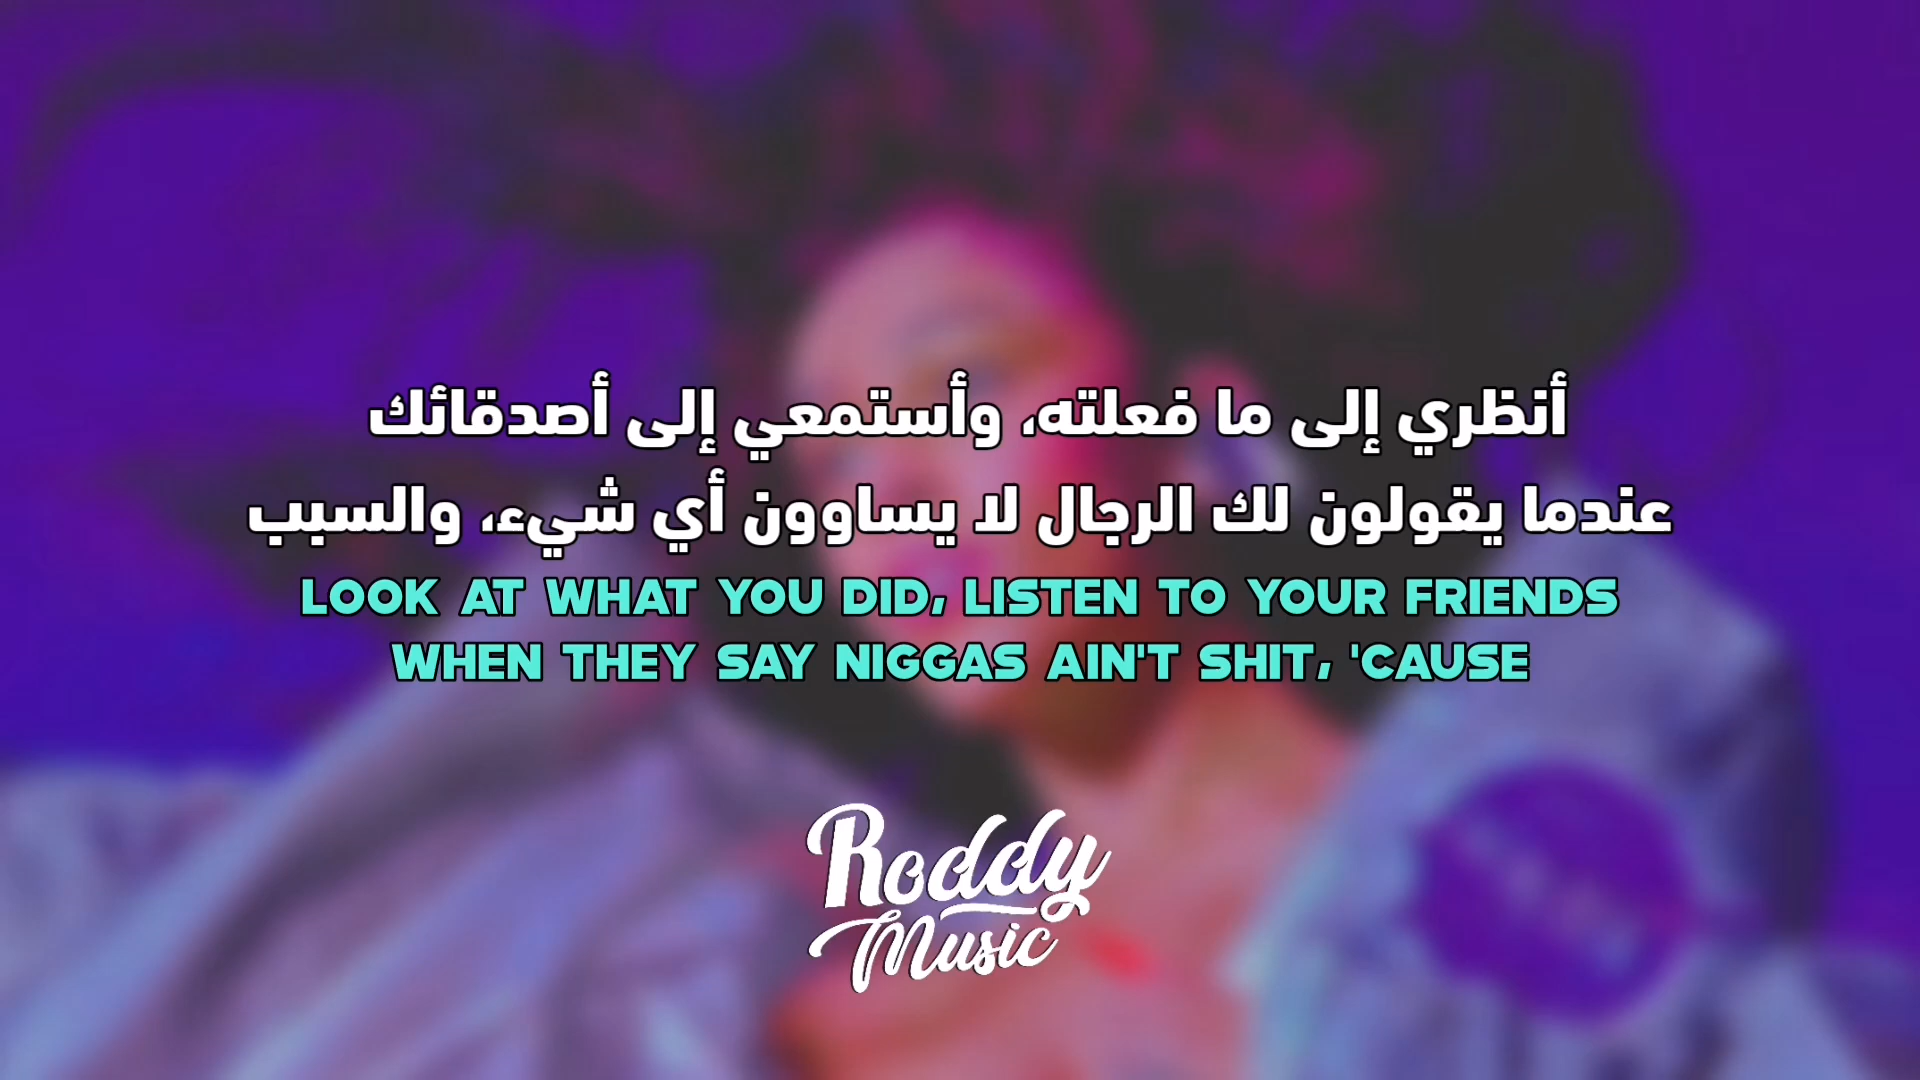 أنظري إلى ما فعلته، وأستمعي إلى أصدقائك
عندما يقولون لك الرجال لا يساوون أي شيء، والسبب
LOOK AT WHAT YOU DID, LISTEN TO YOUR FRIENDS
WHEN THEY SAY NIGGAS AIN'T SHIT, 'CAUSE
Roddy
Music